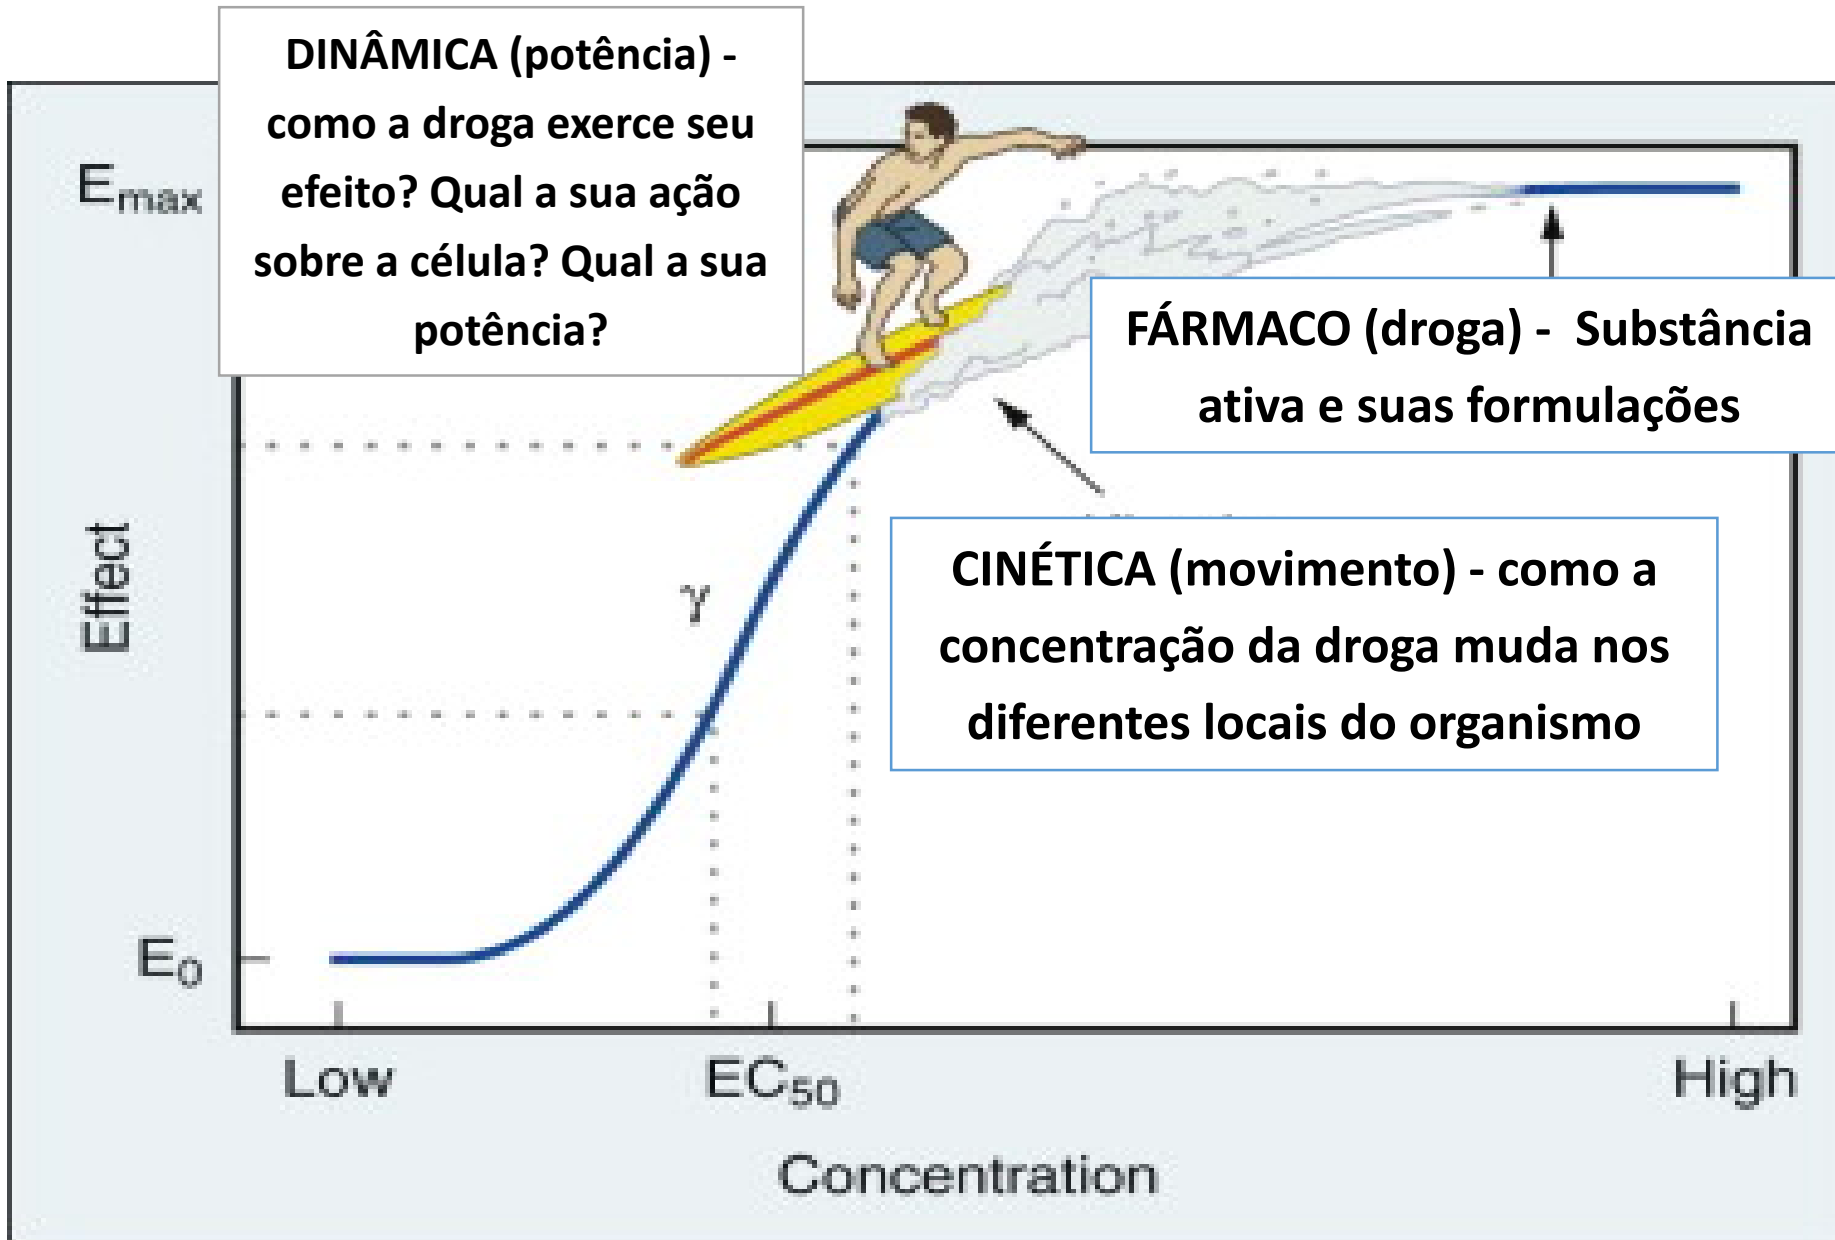 DINÂMICA (potência) -
como a droga exerce seu
efeito? Qual a sua ação
sobre a célula? Qual a sua
potência?
Emax
FÁRMACO (droga) - Substância
ativa e suas formulações
CINÉTICA (movimento) - como a
concentração da droga muda nos
diferentes locais do organismo
Effect
γ
E0
Low
EC50
High
Concentration